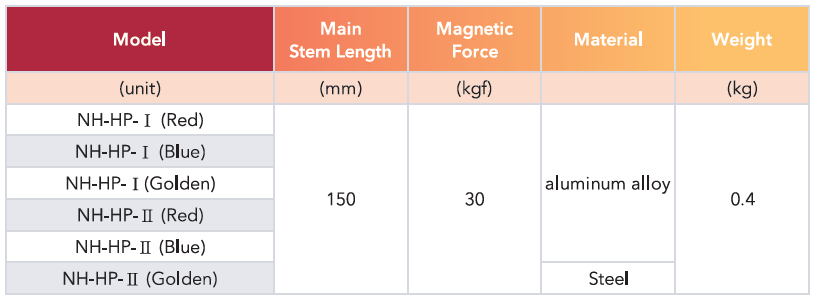 Model
Main
Stem Length
Magnetic
Force
Material
Weight
(unit)
(mm)
(kgf)
(kg)
NH-HP-Ⅰ (Red)
NH-HP-Ⅰ (Blue)
NH-HP-Ⅰ(Golden)
NH-HP-Ⅱ (Red)
NH-HP-Ⅱ (Blue)
NH-HP-Ⅱ (Golden)
150
30
aluminum alloy
Steel
0.4